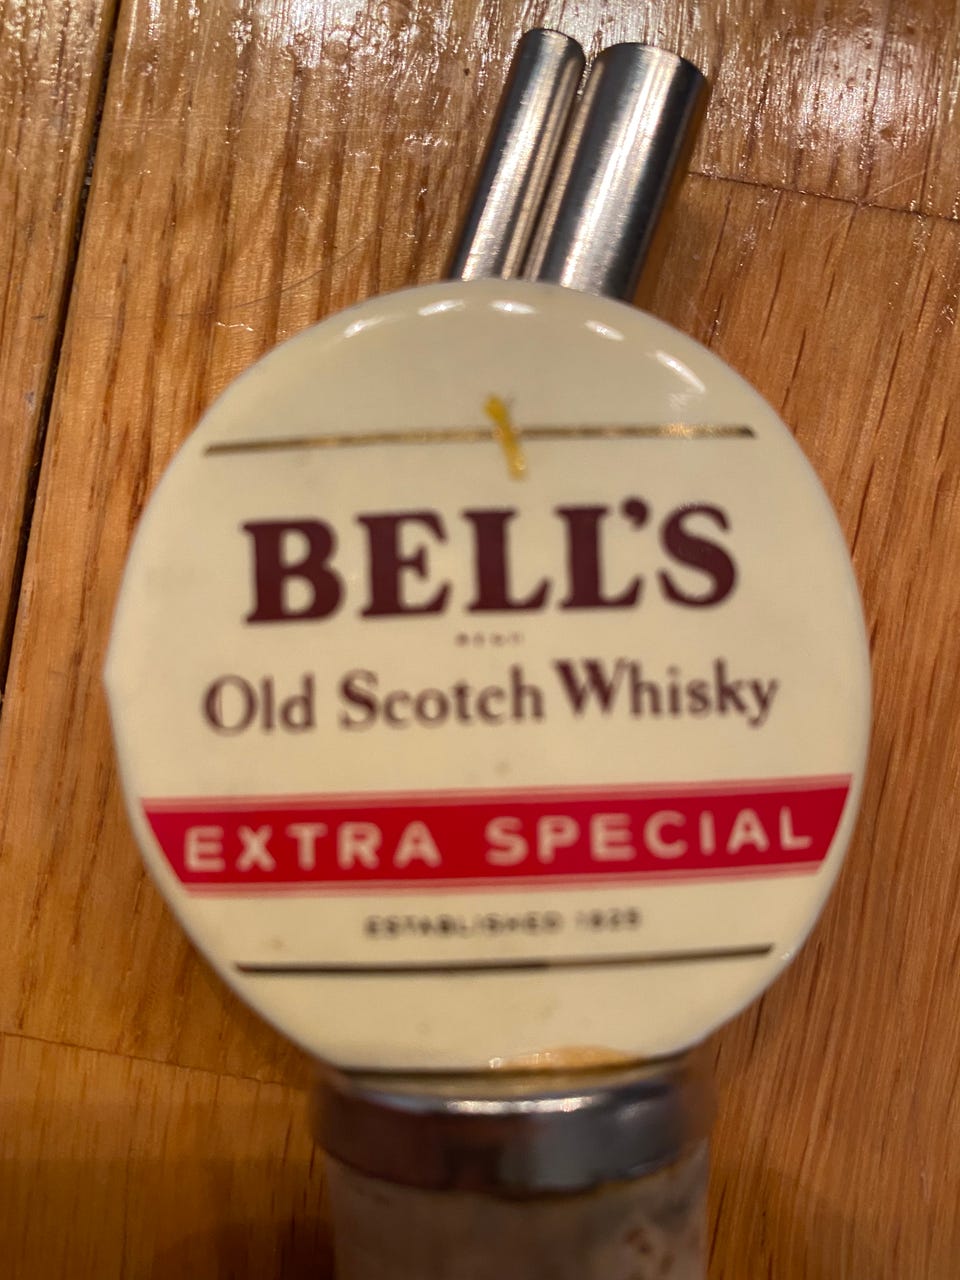 BELL'S
Old Scotch Whisky
EXTRA SPECIAL
ESTABLISHED 1825